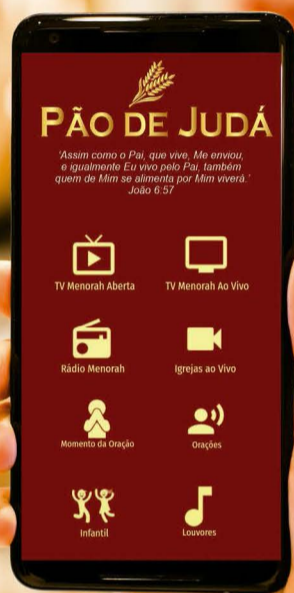 PÃO DE JUDÁ
'Assim como o Pai, que vive, Me enviou,
e igualmente Eu vivo pelo Pai, também
quem de Mim se alimenta por Mim viverá.'
João 6:57
TV Menorah Aberta
TV Menorah Ao Vivo
Rádio Menorah
Igrejas ao Vivo
Momento da Oração
Orações
Infantil
Louvores